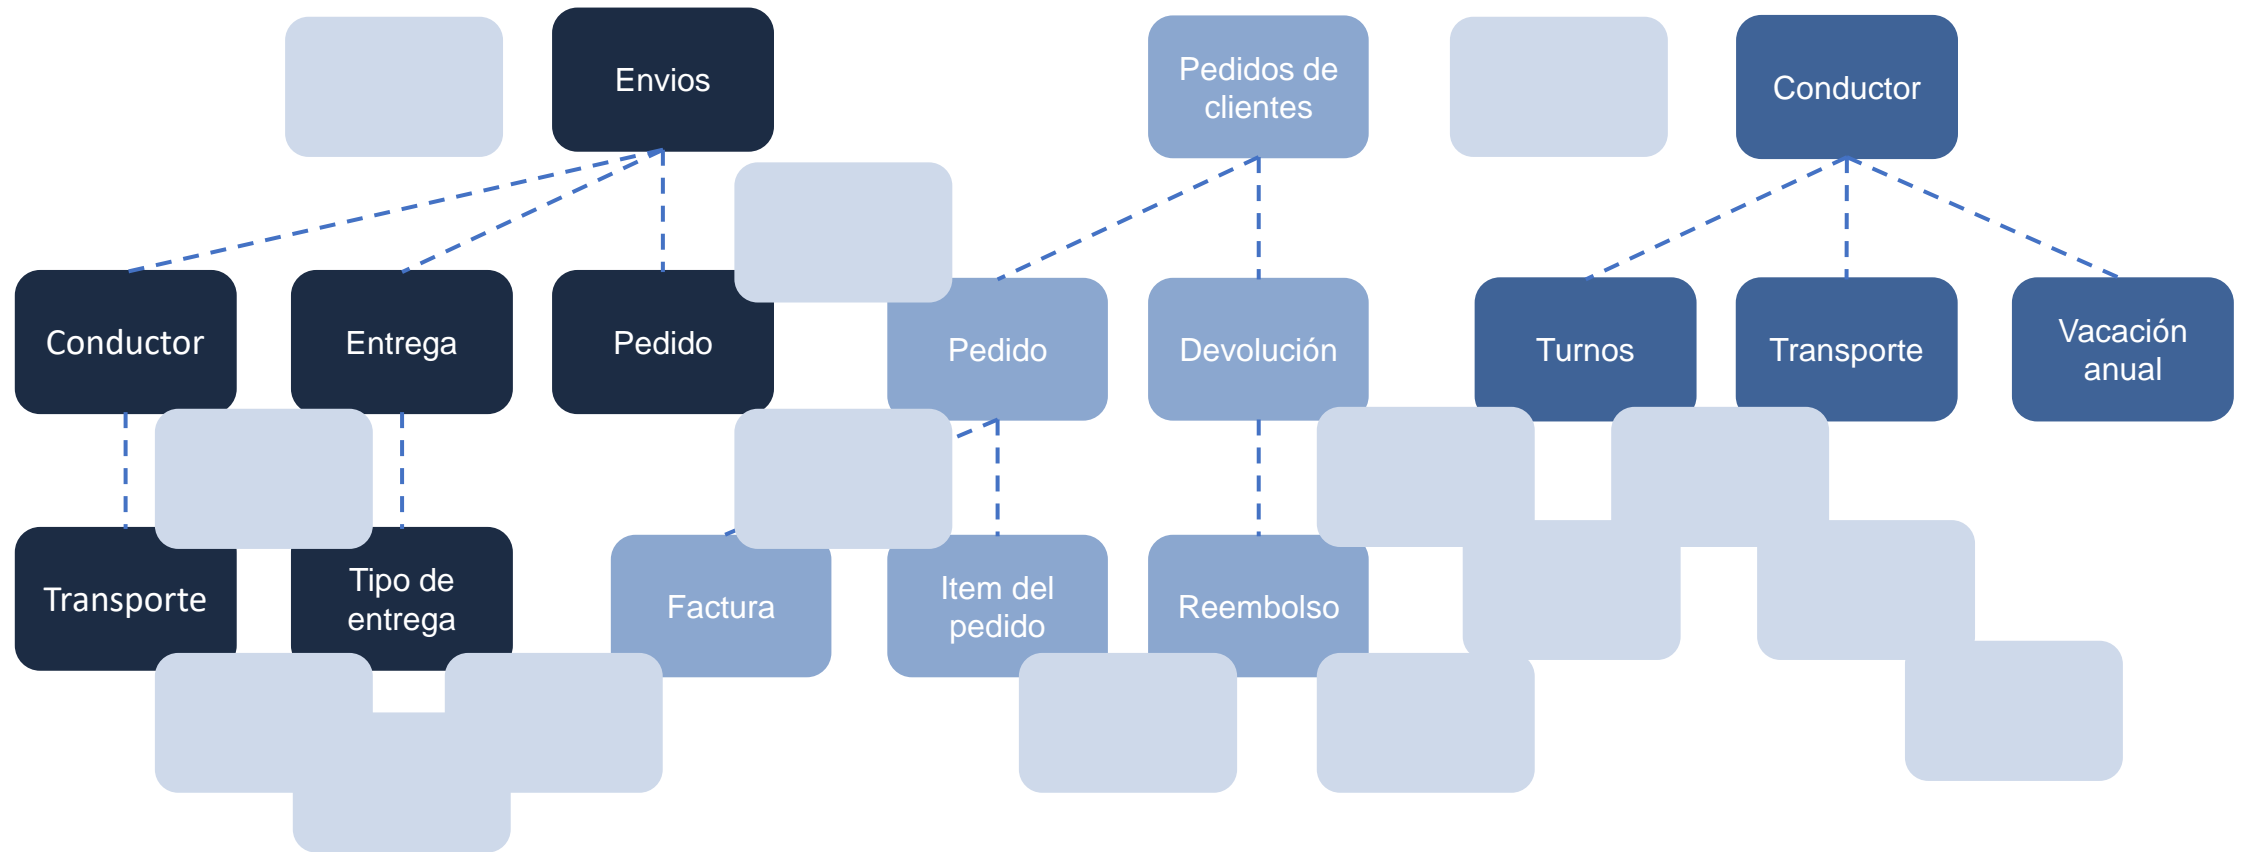 Envios
Pedidos de
clientes
Conductor
Conductor
Entrega
Pedido
Pedido
Devolución
Turnos
Transporte
Vacación
anual
Transporte
Tipo de
entrega
Factura
Item del
pedido
Reembolso